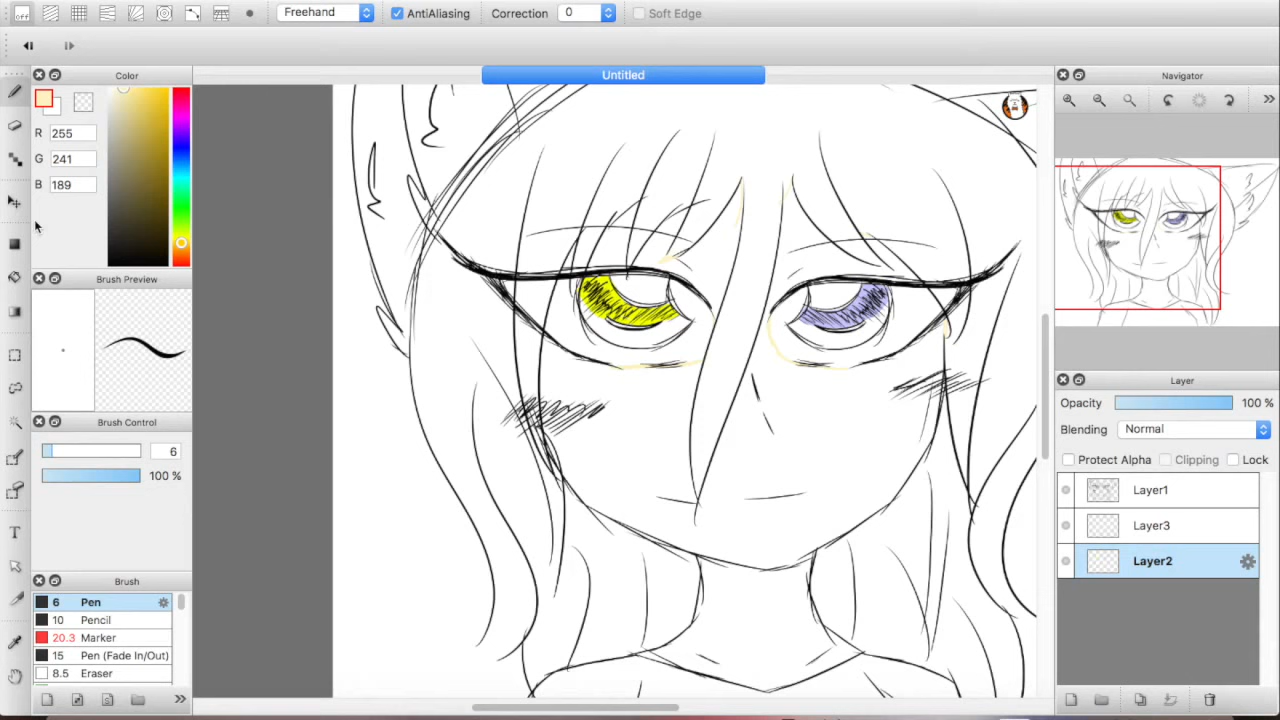 off Freehand AntiAliasing Correction 0 Soft Edge
Untitled
Color
R 255
G 241
B 189
Brush Preview
Brush Control
6
100 %
Brush
6 Pen
10 Pencil
20.3 Marker
15 Pen (Fade In/Out)
8.5 Eraser
Navigator
Layer
Opacity 100 %
Blending Normal
Protect Alpha Clipping Lock
Layer1
Layer3
Layer2